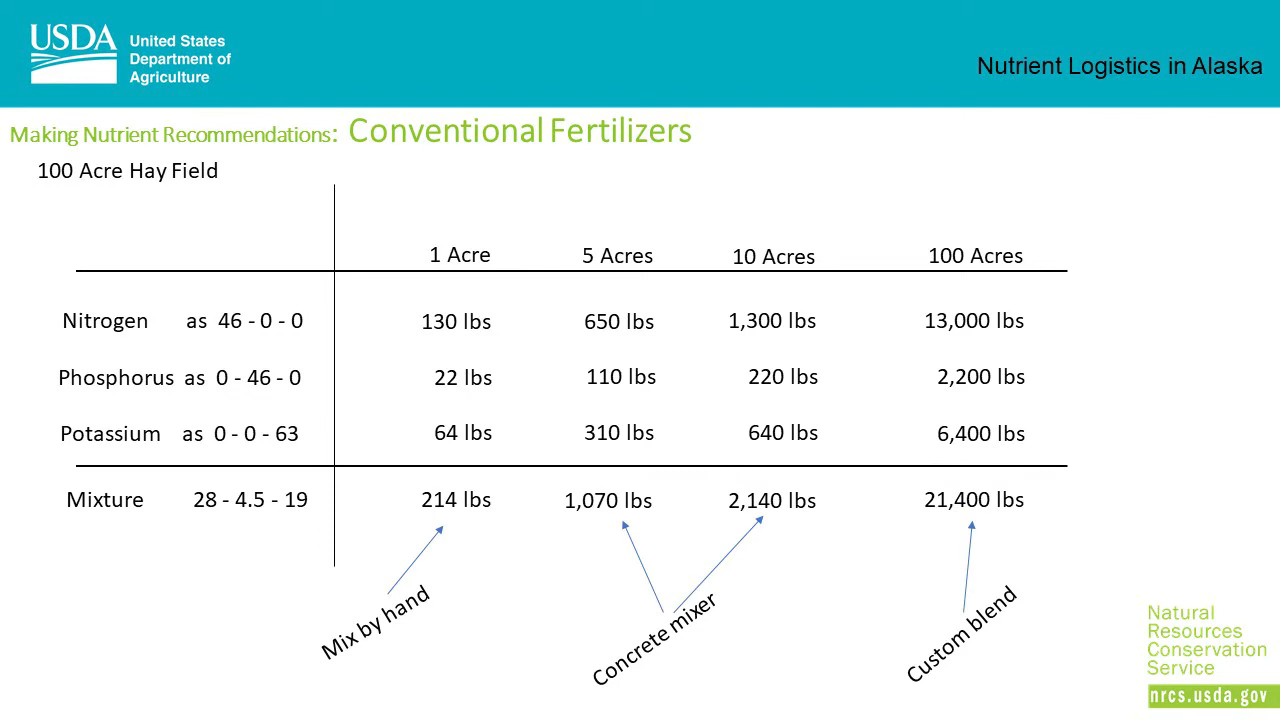 USDA
United States
Department of
Agriculture
Nutrient Logistics in Alaska
Making Nutrient Recommendations: Conventional Fertilizers
100 Acre Hay Field
1 Acre 5 Acres 10 Acres 100 Acres
Nitrogen as 46 - 0 - 0 130 lbs 650 lbs 1,300 lbs 13,000 lbs
Phosphorus as 0 - 46 - 0 22 lbs 110 lbs 220 lbs 2,200 lbs
Potassium as 0 - 0 - 63 64 lbs 310 lbs 640 lbs 6,400 lbs
Mixture 28 - 4.5 - 19 214 lbs 1,070 lbs 2,140 lbs 21,400 lbs
Mix by hand
Concrete mixer
Custom blend
Natural
Resources
Conservation
Service
nrcs.usda.gov